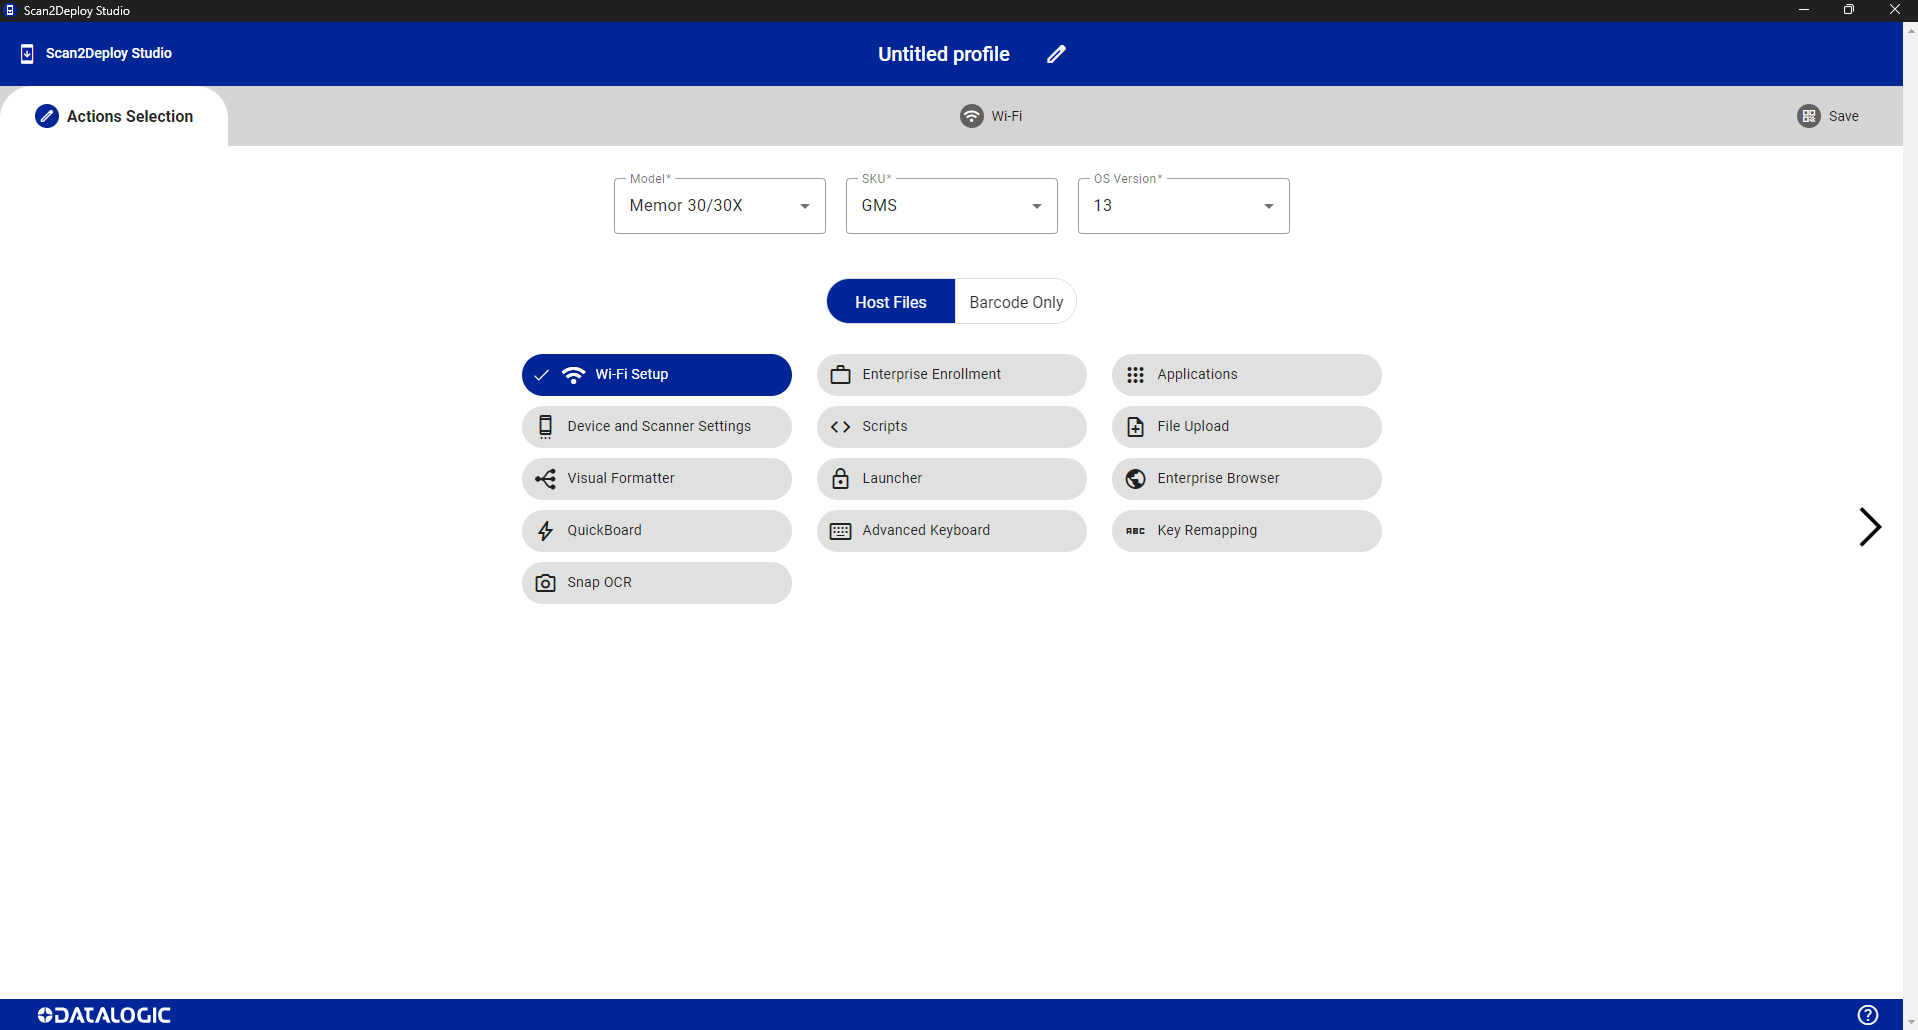 Scan2Deploy Studio
Scan2Deploy Studio
Untitled profile
Actions Selection
Wi-Fi
Save
Model*
SKU*
OS Version*
Memor 30/30X
GMS
13
Host Files
Barcode Only
Wi-Fi Setup
Enterprise Enrollment
Applications
Device and Scanner Settings
Scripts
File Upload
Visual Formatter
Launcher
Enterprise Browser
QuickBoard
Advanced Keyboard
ABC
Key Remapping
Snap OCR
DATALOGIC
?